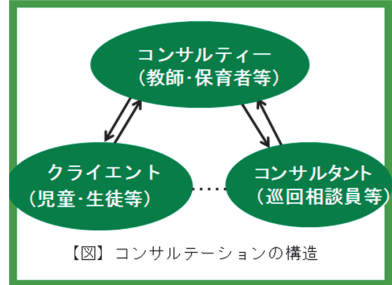 コンサルティー
(教師・保育者等)
クライエント
(児童・生徒等)
コンサルタント
(巡回相談員等)
【図】コンサルテーションの構造